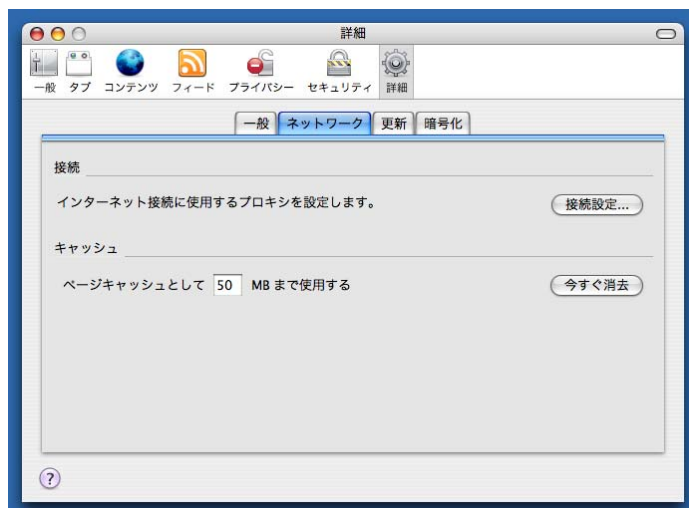 詳細
一般 タブ コンテンツ フィード プライバシー セキュリティ 詳細
一般 ネットワーク 更新 暗号化
接続
インターネット接続に使用するプロキシを設定します。 接続設定...
キャッシュ
ページキャッシュとして 50 MB まで使用する 今すぐ消去
?